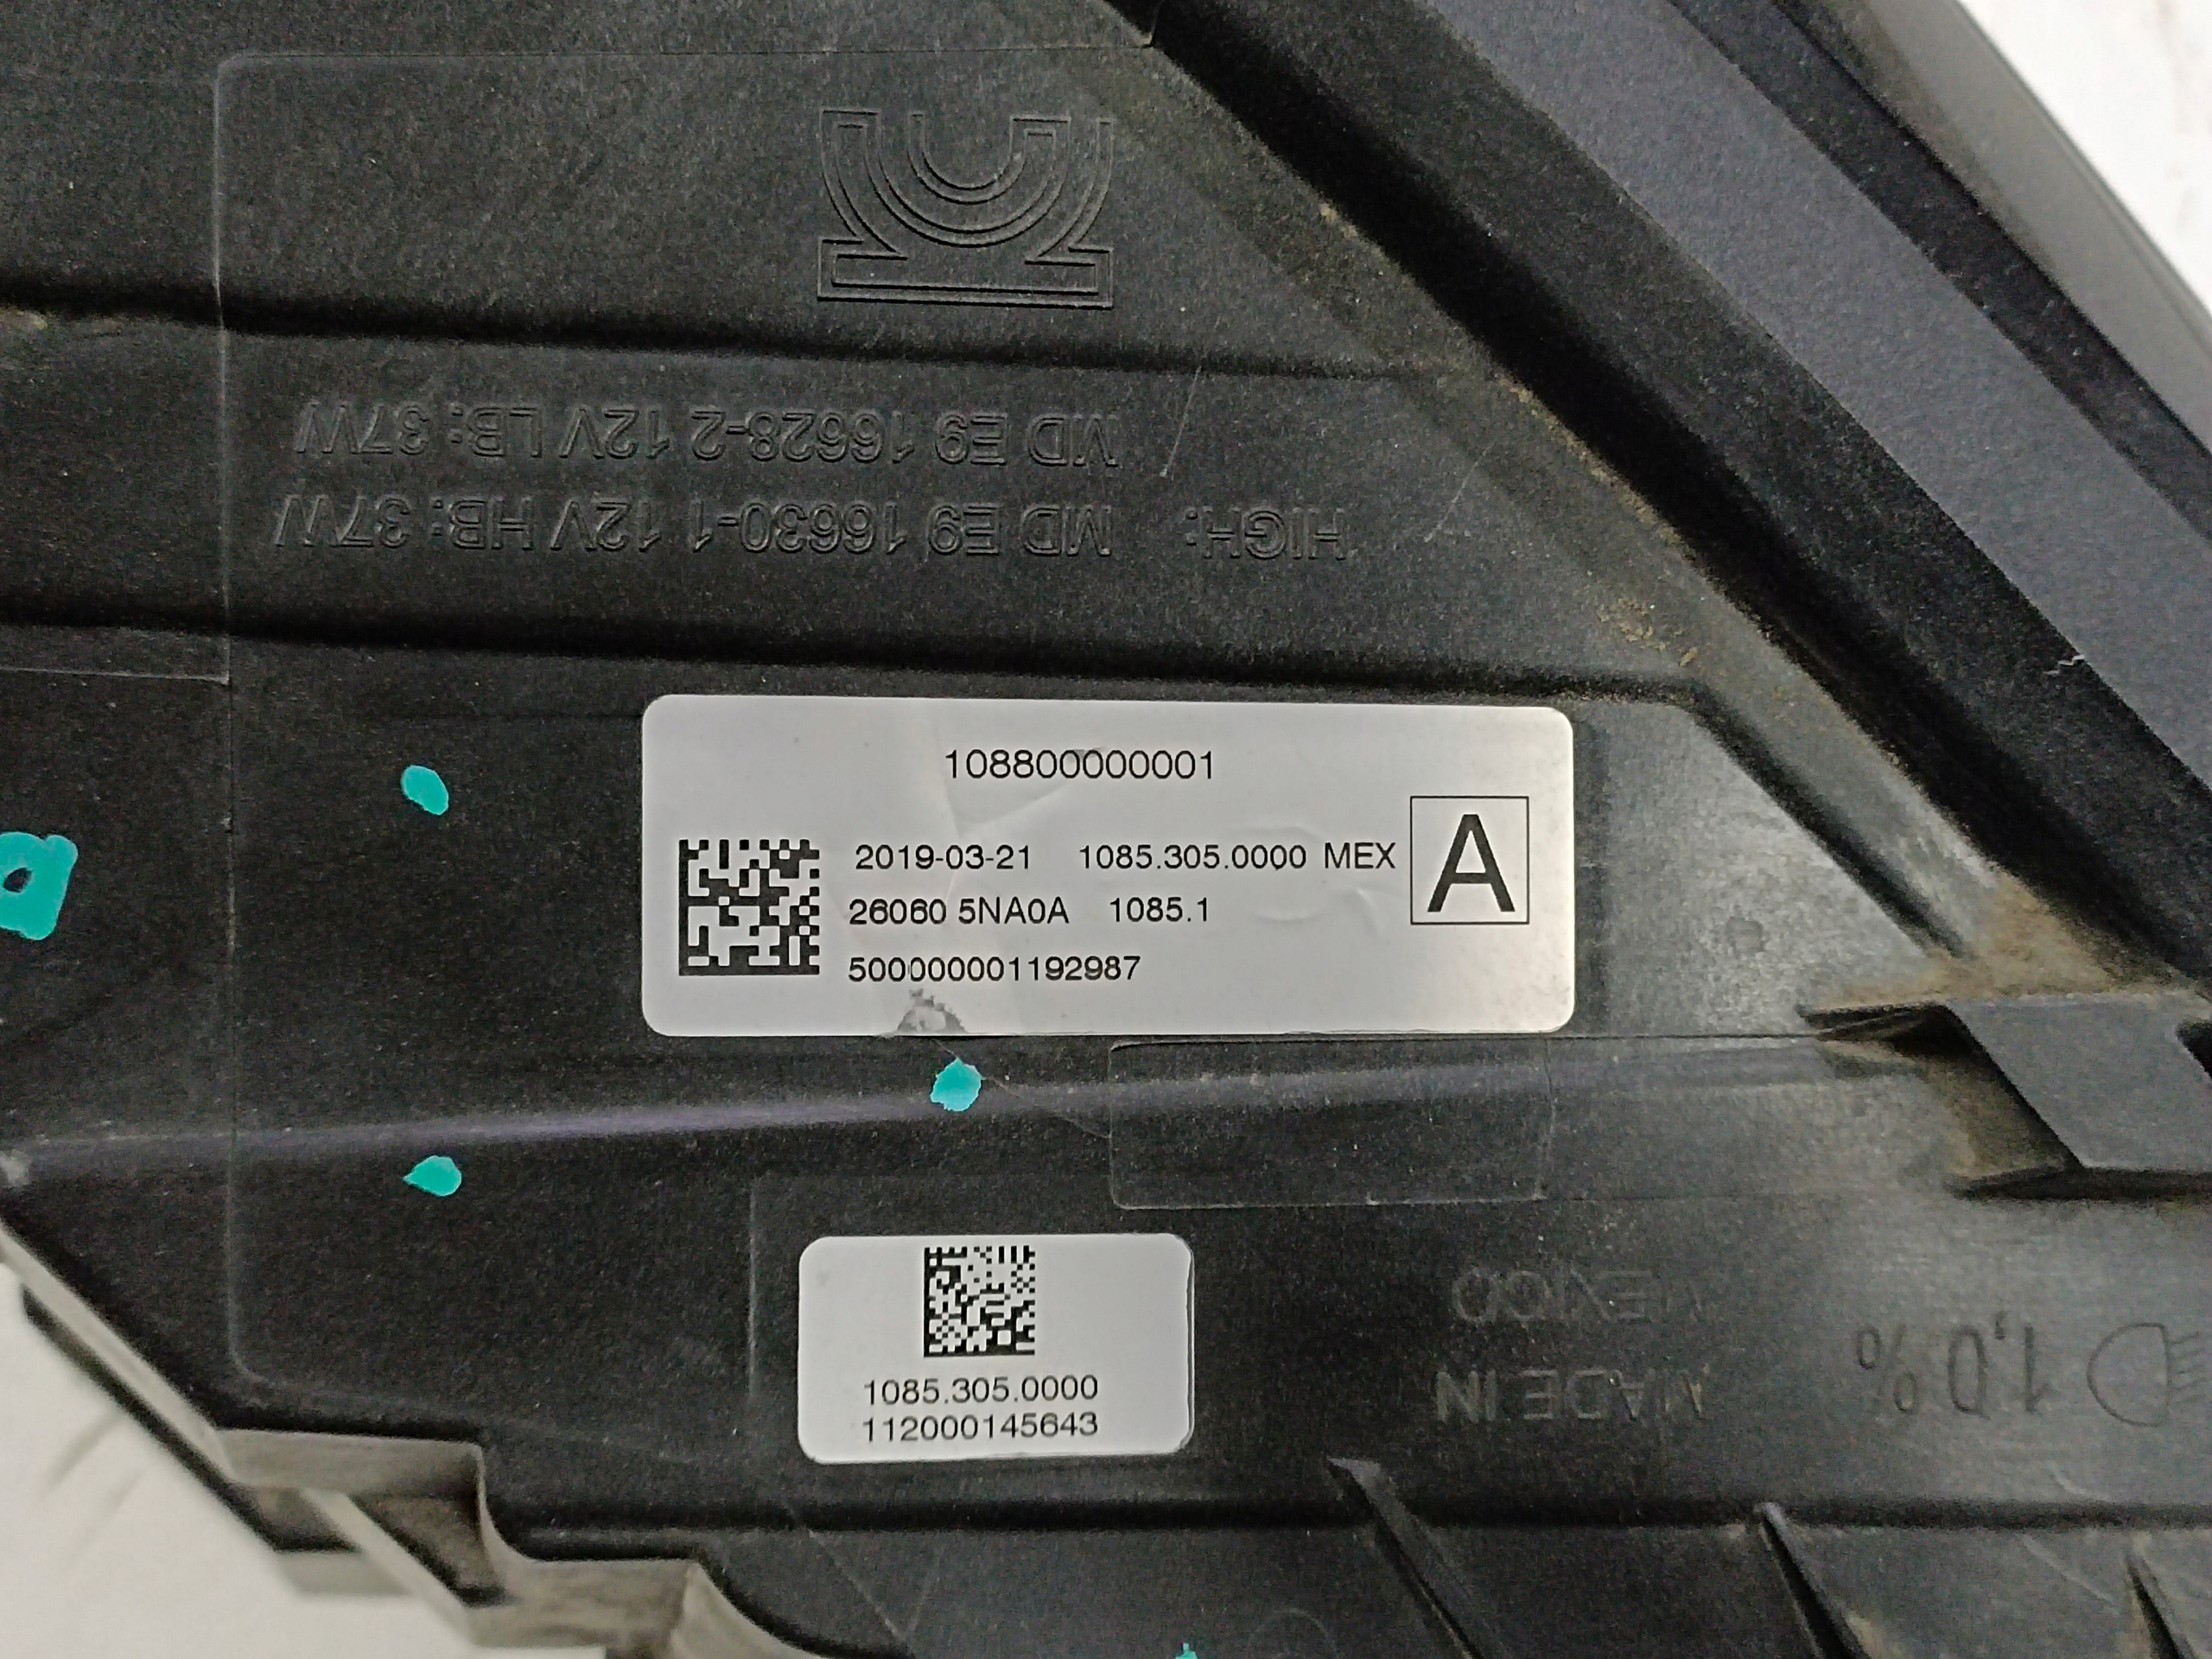 MD E9 16628-2 12V LB: 37W
HIGH: MD E9 16630-1 12V HB: 37W
108800000001
2019-03-21 1085.305.0000 MEX
A
26060 5NA0A 1085.1
500000001192987
1085.305.0000
112000145643
MADE IN
MEXICO
1,0%